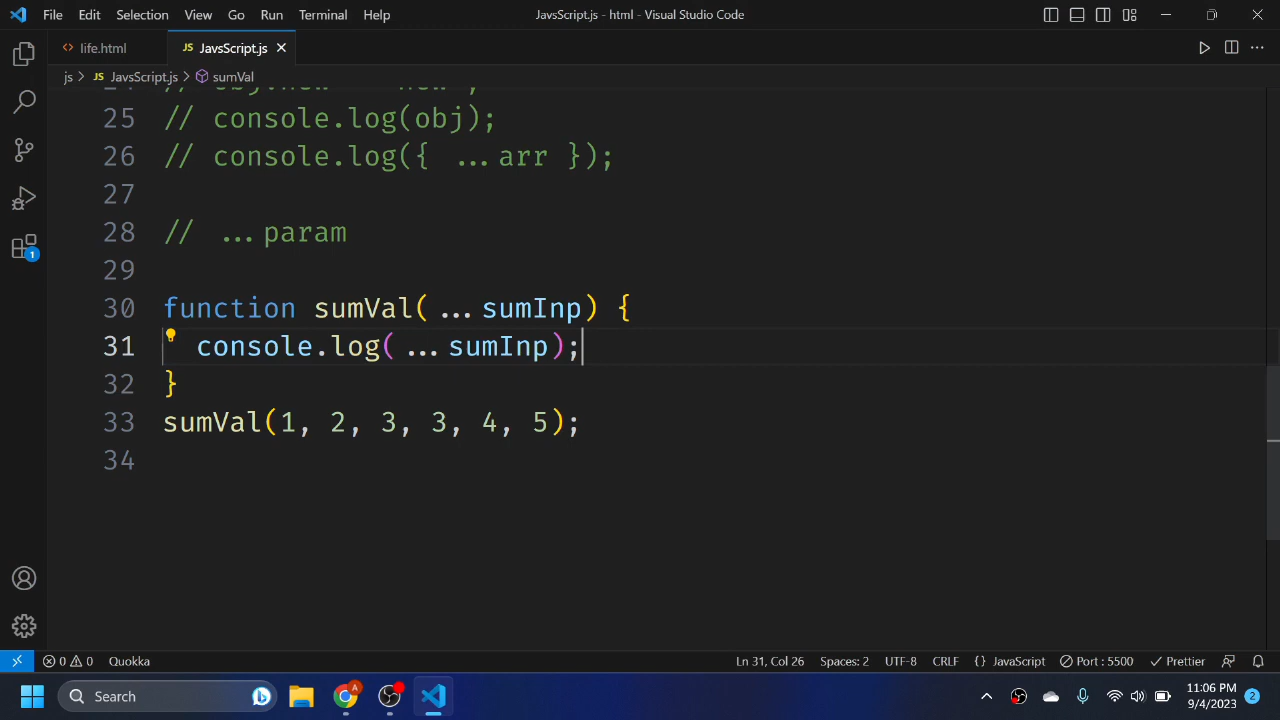 File Edit Selection View Go Run Terminal Help JavsScript.js - html - Visual Studio Code
life.html JS JavsScript.js
js > JS JavsScript.js > sumVal
25 // console.log(obj);
26 // console.log({ ...arr });
27
28 // ...param
29
30 function sumVal(...sumInp) {
31 console.log(...sumInp);
32 }
33 sumVal(1, 2, 3, 3, 4, 5);
34
1
0 0 Quokka Ln 31, Col 26 Spaces: 2 UTF-8 CRLF {} JavaScript Port : 5500 Prettier
Search A 11:06 PM
9/4/2023 2